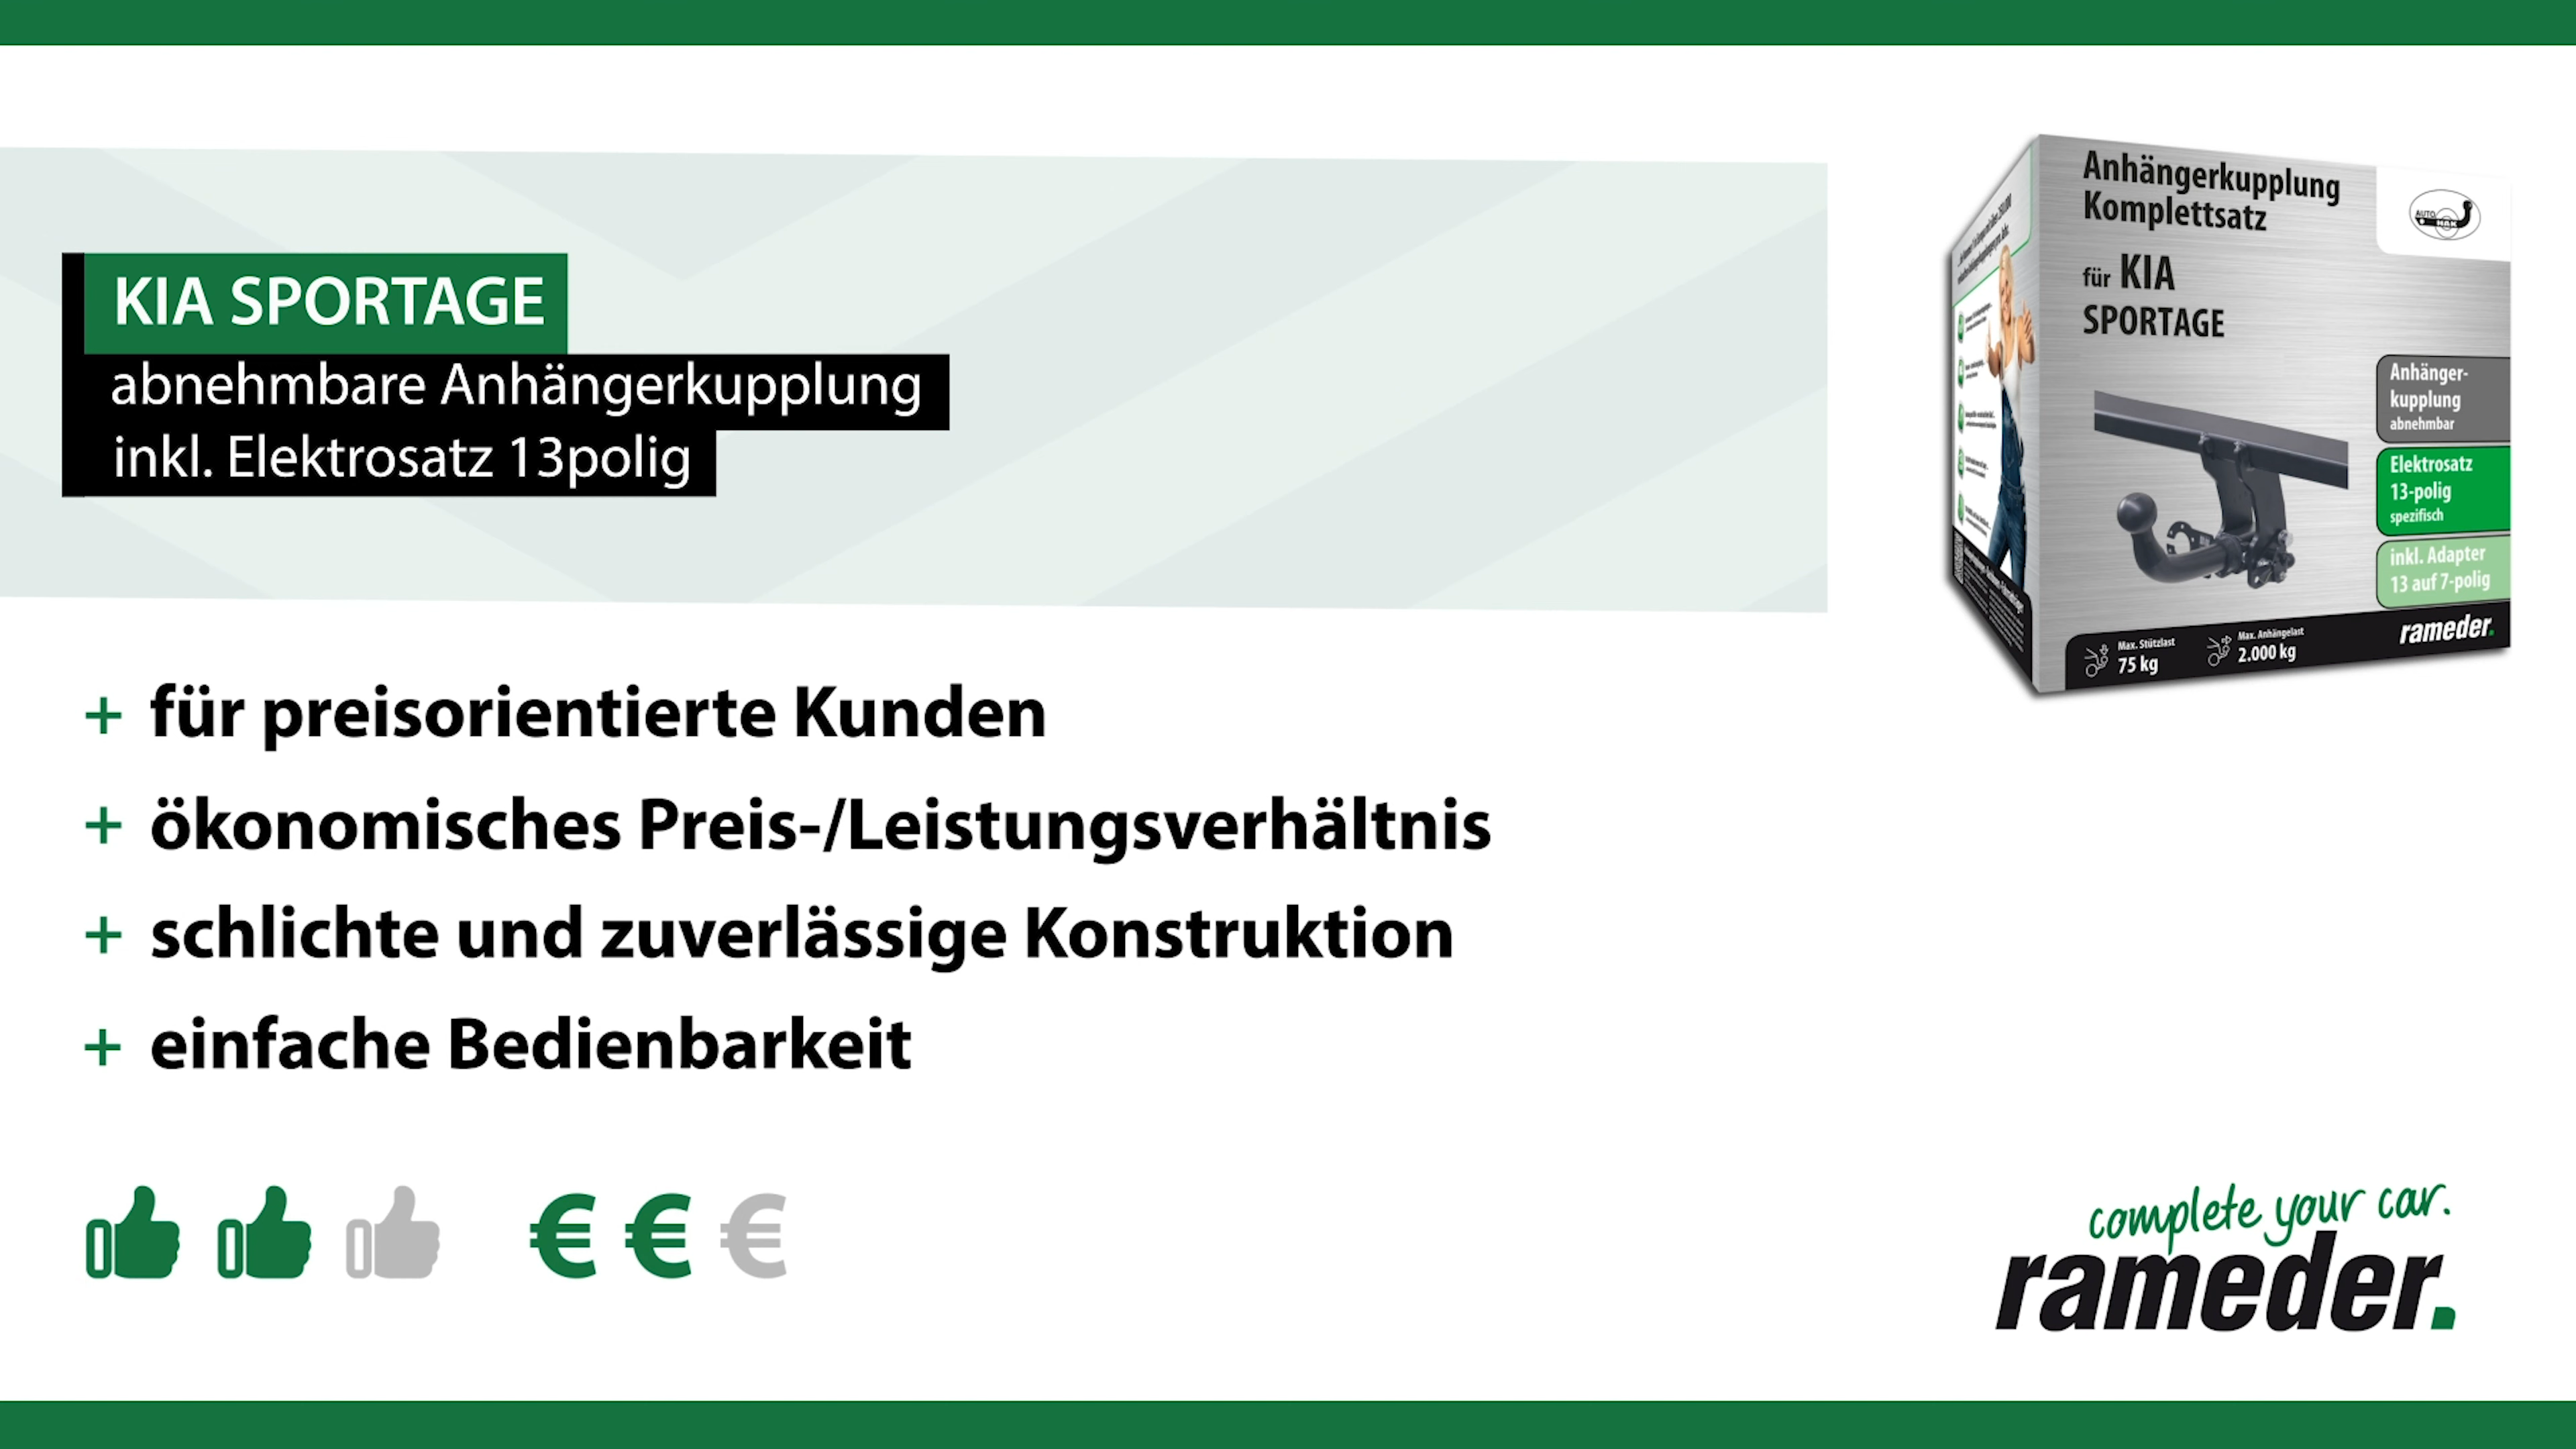 KIA SPORTAGE
abnehmbare Anhängerkupplung
inkl. Elektrosatz 13polig
Anhängerkupplung
Komplettsatz
für KIA
SPORTAGE
Anhänger-
kupplung
abnehmbar
Elektrosatz
13-polig
spezifisch
inkl. Adapter
13 auf 7-polig
Max. Stützlast
75 kg
Max. Anhängelast
2.000 kg
rameder.
+ für preisorientierte Kunden
+ ökonomisches Preis-/Leistungsverhältnis
+ schlichte und zuverlässige Konstruktion
+ einfache Bedienbarkeit
€ € €
complete your car.
rameder.